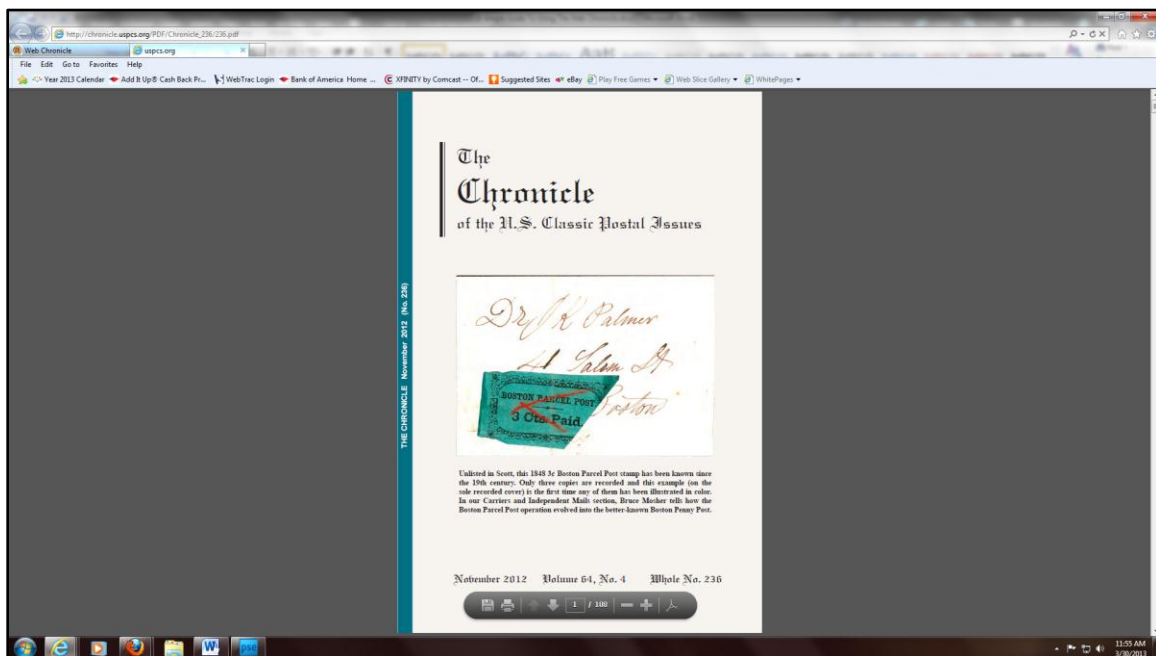 http://chronicle.uspcs.org/PDF/Chronicle_236/236.pdf
Web Chronicle
uspcs.org
File Edit Go to Favorites Help
Year 2013 Calendar Add It Up® Cash Back Pr... WebTrac Login Bank of America Home ... XFINITY by Comcast -- Of... Suggested Sites eBay Play Free Games Web Slice Gallery WhitePages
THE CHRONICLE November 2012 (No. 236)
The
Chronicle
of the U.S. Classic Postal Issues
Dr J K Palmer
41 Salem St
Boston
BOSTON PARCEL POST.
3 Cts. Paid.
Unlisted in Scott, this 1848 3c Boston Parcel Post stamp has been known since
the 19th century. Only three copies are recorded and this example (on the
sole recorded cover) is the first time any of them has been illustrated in color.
In our Carriers and Independent Mails section, Bruce Mosher tells how the
Boston Parcel Post operation evolved into the better-known Boston Penny Post.
November 2012 Volume 64, No. 4 Whole No. 236
1 / 108
W
pse
11:55 AM
3/30/2013